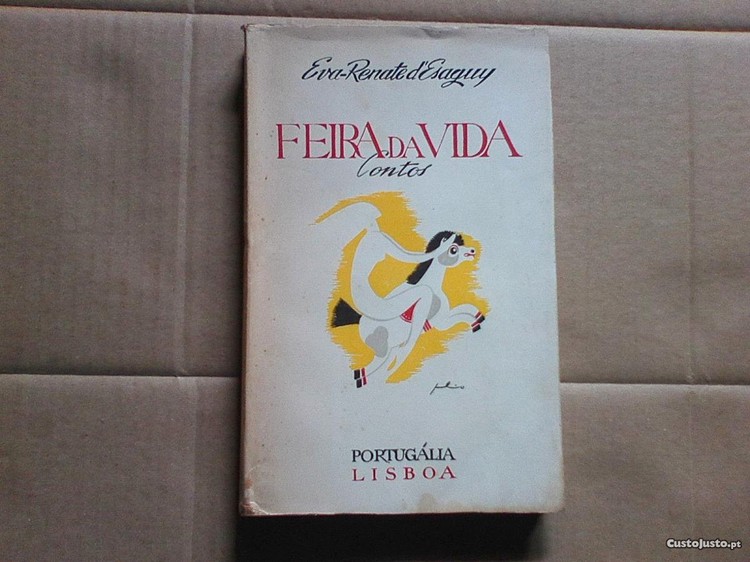 Eva-Renate d'Esaguy
FEIRA DA VIDA
Contos
PORTUGÁLIA
LISBOA
CustoJusto.pt